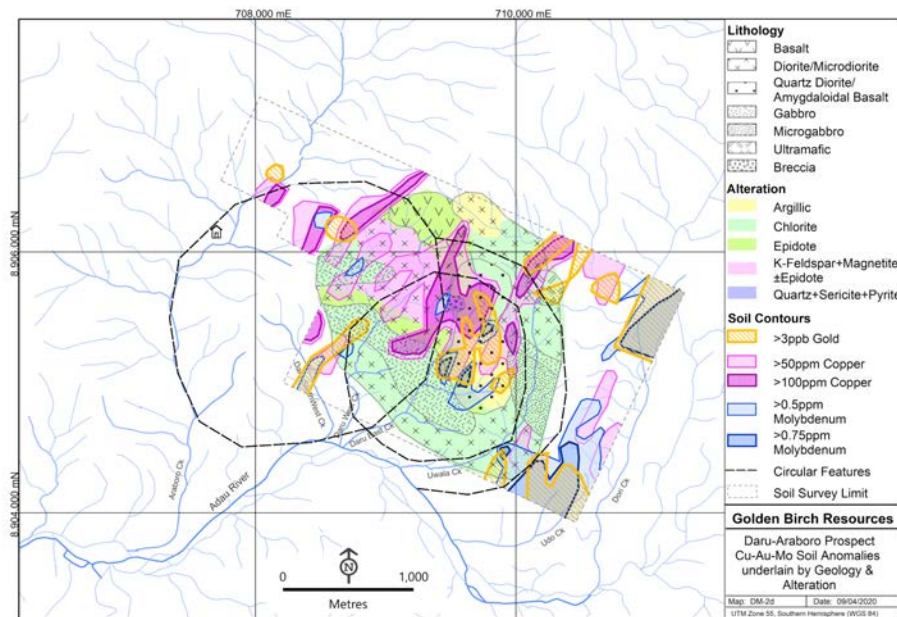 708,000 mE
710,000 mE
8,906,000 mN
8,904,000 mN
Araboro Ck
Adau River
Daru West Ck
Daru East Ck
Uwala Ck
Udo Ck
Dori Ck
N
0
1,000
Metres
Lithology
Basalt
Diorite/Microdiorite
Quartz Diorite/
Amygdaloidal Basalt
Gabbro
Microgabbro
Ultramafic
Breccia
Alteration
Argillic
Chlorite
Epidote
K-Feldspar+Magnetite
±Epidote
Quartz+Sericite+Pyrite
Soil Contours
>3ppb Gold
>50ppm Copper
>100ppm Copper
>0.5ppm
Molybdenum
>0.75ppm
Molybdenum
Circular Features
Soil Survey Limit
Golden Birch Resources
Daru-Araboro Prospect
Cu-Au-Mo Soil Anomalies
underlain by Geology &
Alteration
Map: DM-2d
Date: 09/04/2020
UTM Zone 55, Southern Hemisphere (WGS 84)